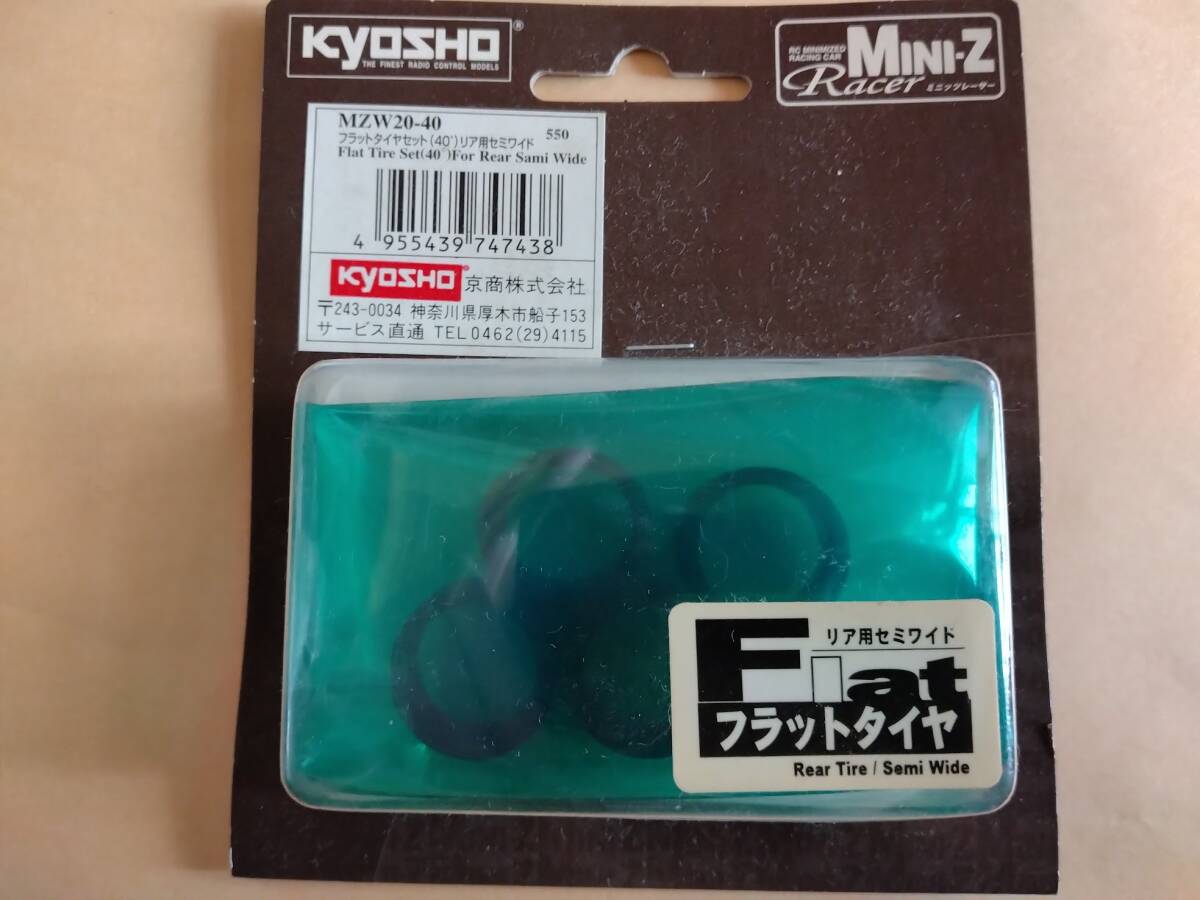 KYOSHO®
THE FINEST RADIO CONTROL MODELS
RC MINIMIZED
RACING CAR
MINI-Z
Racer
ミニッツレーサー
MZW20-40
550
フラットタイヤセット(40°)リア用セミワイド
Flat Tire Set(40°)For Rear Sami Wide
4 955439 747438
KYOSHO® 京商株式会社
〒243-0034 神奈川県厚木市船子153
サービス直通 TEL0462(29)4115
リア用セミワイド
Flat
フラットタイヤ
Rear Tire / Semi Wide